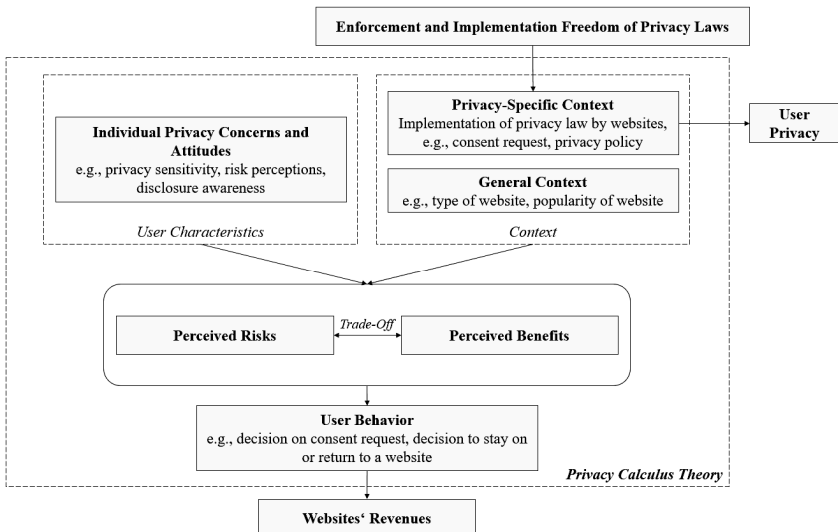 Enforcement and Implementation Freedom of Privacy Laws
Individual Privacy Concerns and
Attitudes
e.g., privacy sensitivity, risk perceptions,
disclosure awareness
User Characteristics
Privacy-Specific Context
Implementation of privacy law by websites,
e.g., consent request, privacy policy
General Context
e.g., type of website, popularity of website
Context
User
Privacy
Perceived Risks
Trade-Off
Perceived Benefits
User Behavior
e.g., decision on consent request, decision to stay on
or return to a website
Privacy Calculus Theory
Websites‘ Revenues